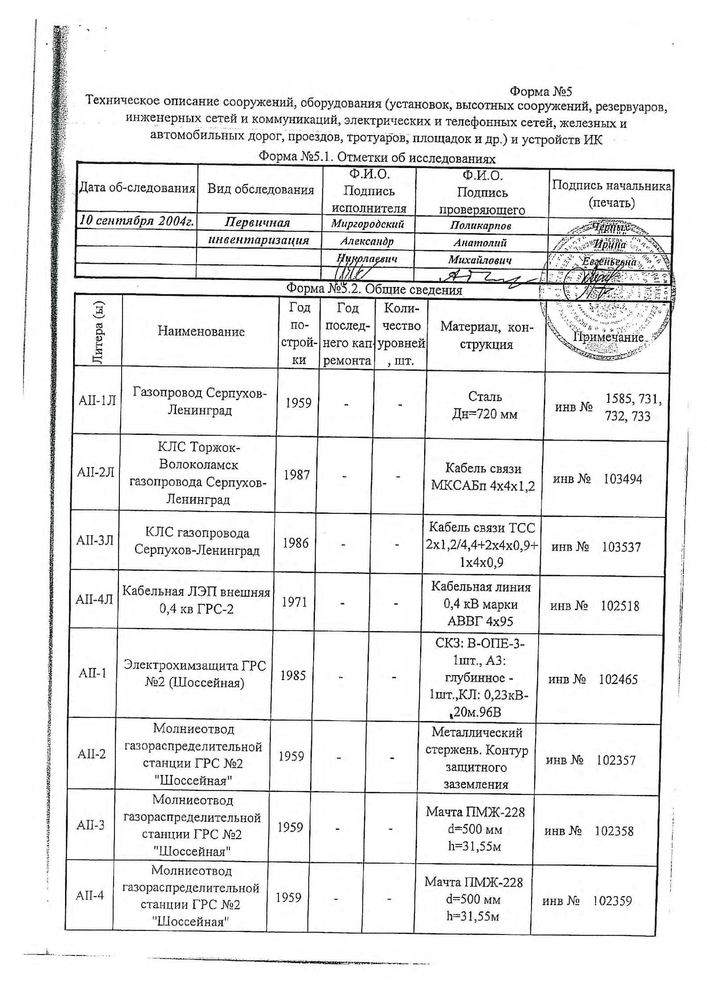 Форма №5
Техническое описание сооружений, оборудования (установок, высотных сооружений, резервуаров,
инженерных сетей и коммуникаций, электрических и телефонных сетей, железных и
автомобильных дорог, проездов, тротуаров, площадок и др.) и устройств ИК
Форма №5.1. Отметки об исследованиях
Дата об-следования
Вид обследования
Ф.И.О.
Подпись
исполнителя
Ф.И.О.
Подпись
проверяющего
Подпись начальника
(печать)
10 сентября 2004г.
Первичная
Миргородский
Поликарпов
Черных
инвентаризация
Александр
Анатолий
Ирина
Николаевич
Михайлович
Евгеньевна
Форма №5.2. Общие сведения
Литера (ы)
Наименование
Год
по-
строй-
ки
Год
послед-
него кап
ремонта
Коли-
чество
уровней
, шт.
Материал, кон-
струкция
Примечание
АII-1Л
Газопровод Серпухов-
Ленинград
1959
-
-
Сталь
Дн=720 мм
инв №
1585, 731,
732, 733
АII-2Л
КЛС Торжок-
Волоколамск
газопровода Серпухов-
Ленинград
1987
-
-
Кабель связи
МКСАБп 4х4х1,2
инв № 103494
АII-3Л
КЛС газопровода
Серпухов-Ленинград
1986
-
-
Кабель связи ТСС
2х1,2/4,4+2х4х0,9+
1х4х0,9
инв № 103537
АII-4Л
Кабельная ЛЭП внешняя
0,4 кв ГРС-2
1971
-
-
Кабельная линия
0,4 кВ марки
АВВГ 4х95
инв № 102518
АII-1
Электрохимзащита ГРС
№2 (Шоссейная)
1985
-
-
СКЗ: В-ОПЕ-3-
1шт., АЗ:
глубинное -
1шт.,КЛ: 0,23кВ-
,20м.96В
инв № 102465
АII-2
Молниеотвод
газораспределительной
станции ГРС №2
"Шоссейная"
1959
-
-
Металлический
стержень. Контур
защитного
заземления
инв № 102357
АII-3
Молниеотвод
газораспределительной
станции ГРС №2
"Шоссейная"
1959
-
-
Мачта ПМЖ-228
d=500 мм
h=31,55м
инв № 102358
АII-4
Молниеотвод
газораспределительной
станции ГРС №2
"Шоссейная"
1959
-
-
Мачта ПМЖ-228
d=500 мм
h=31,55м
инв № 102359